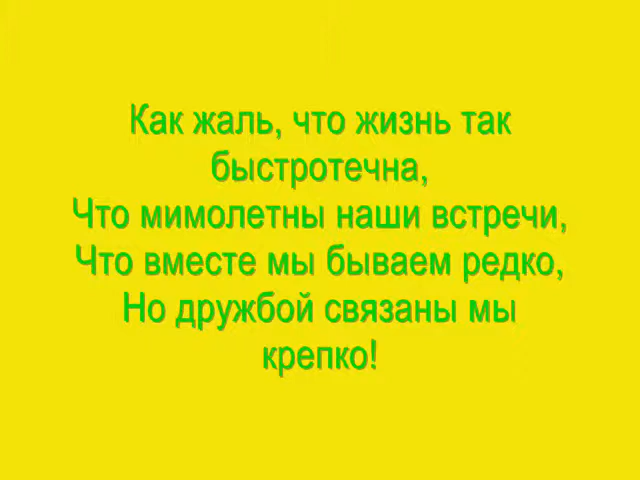 Как жаль, что жизнь так
быстротечна,
Что мимолетны наши встречи,
Что вместе мы бываем редко,
Но дружбой связаны мы
крепко!